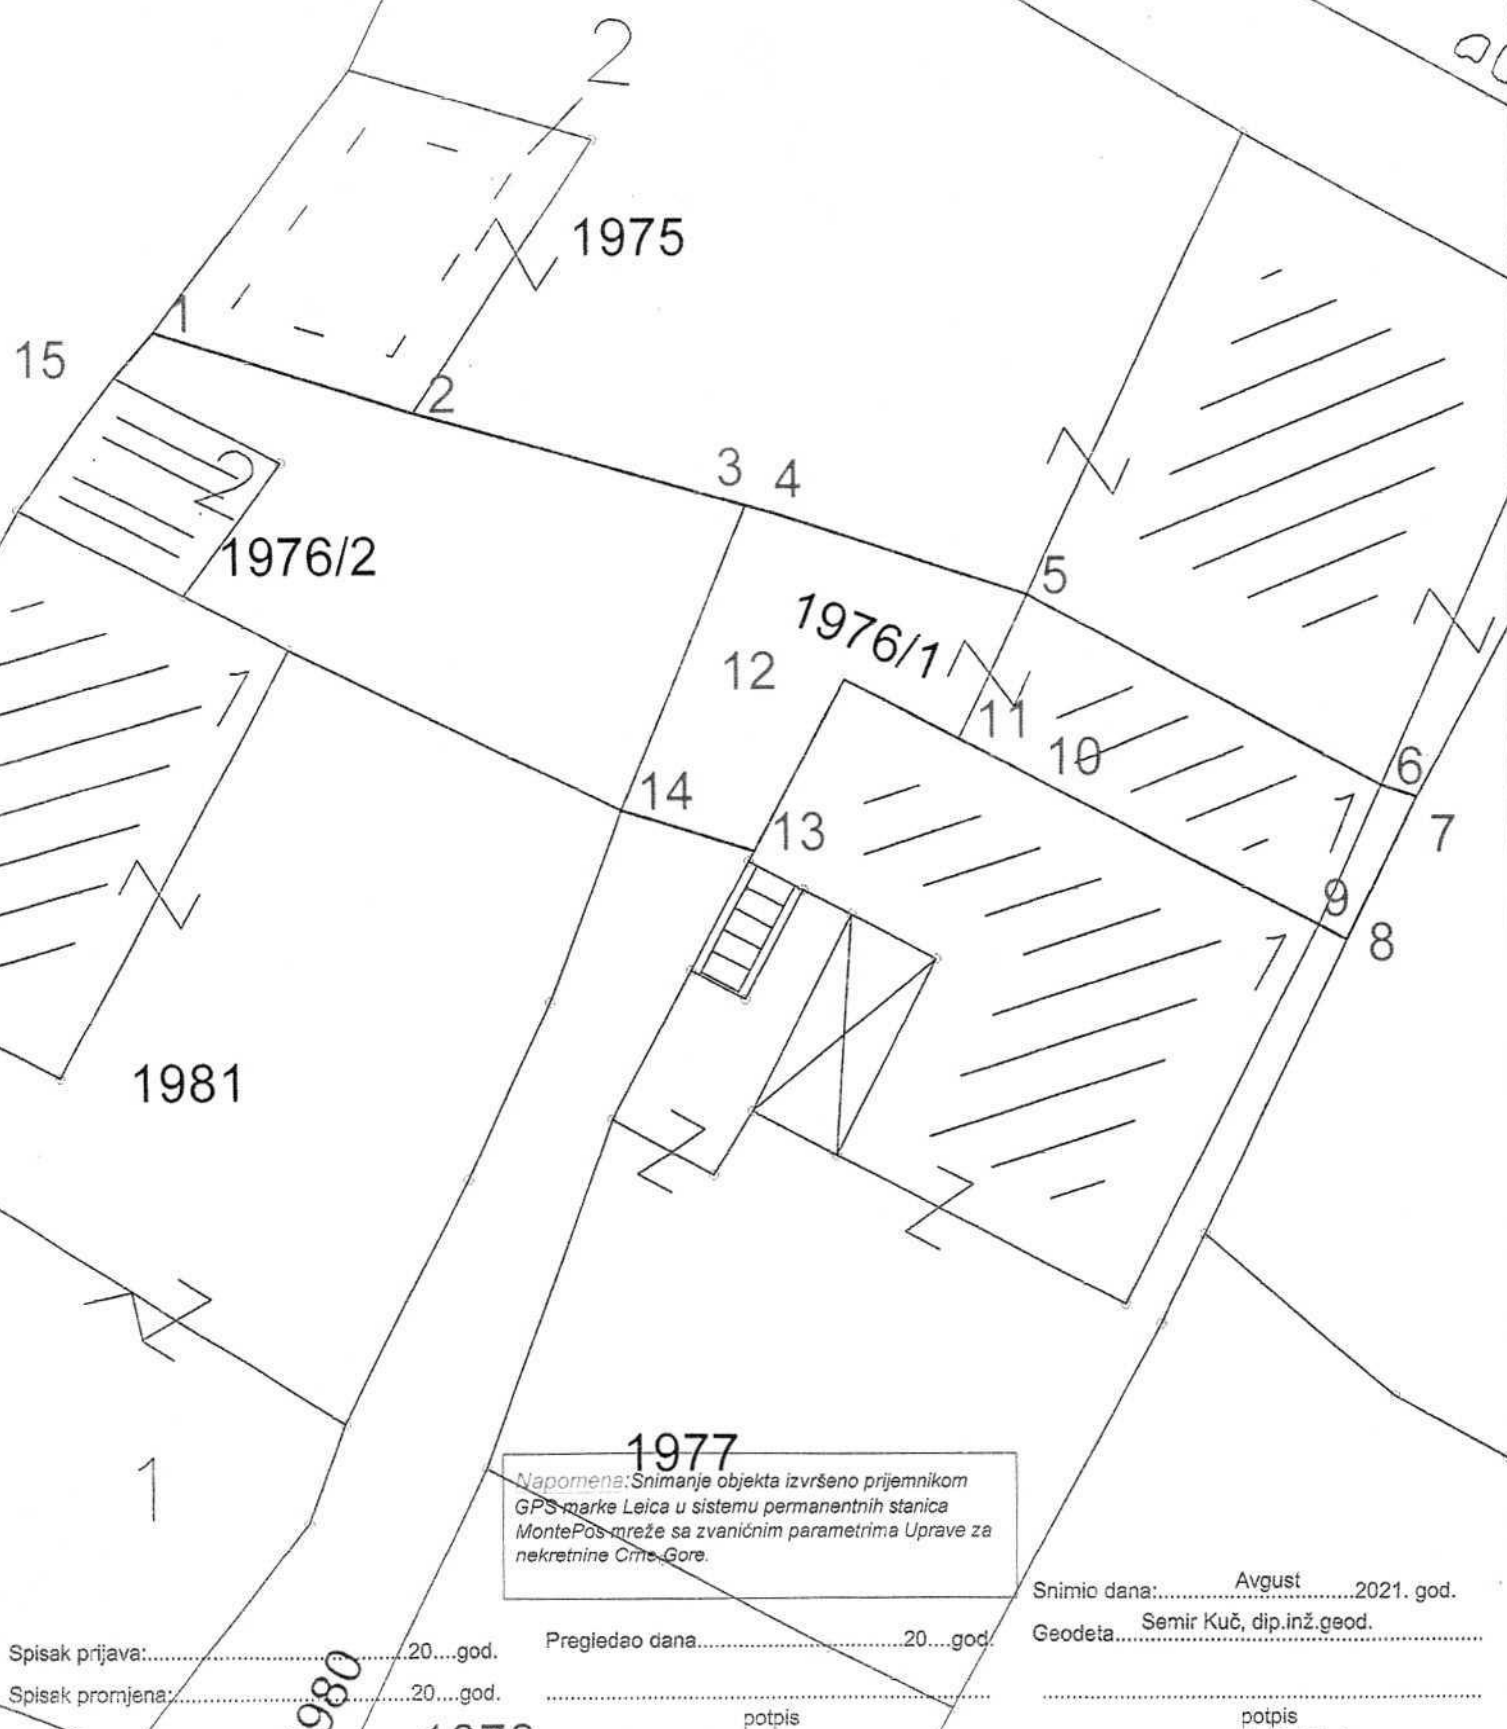 2
1975
1
15
2
3 4
2
1976/2
5
1976/1
12
1
11
10
6
14
1
7
13
9
8
1
1981
1
1977
Napomena:Snimanje objekta izvršeno prijemnikom
GPS marke Leica u sistemu permanentnih stanica
MontePos mreže sa zvaničnim parametrima Uprave za
nekretnine Crne Gore.
Snimio dana:..........Avgust..........2021. god.
Geodeta....Semir Kuč, dip.inž.geod.
Spisak prijava:..........20...god.
Pregledao dana..........20...god.
Spisak promjena:..........20...god.
980
potpis
potpis